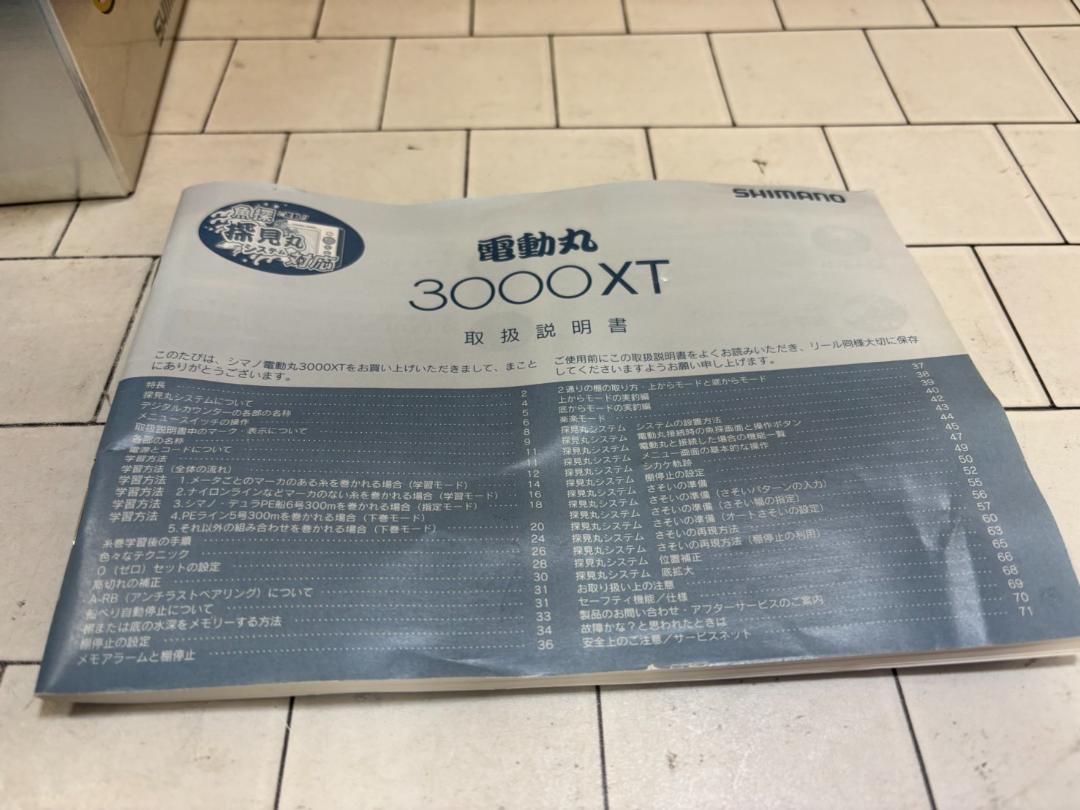 SHIMANO
魚探
探見丸
システム対応
電動丸
3000XT
取扱説明書
このたびは、シマノ電動丸3000XTをお買い上げいただきまして、まこと
にありがとうございます。
ご使用前にこの取扱説明書をよくお読みいただき、リール同様大切に保存
してくださいますようお願い申し上げます。
特長 2
探見丸システムについて 4
デジタルカウンターの各部の名称 5
メニュースイッチの操作 6
取扱説明書中のマーク・表示について 8
各部の名称 9
電源とコードについて 11
学習方法 11
学習方法（全体の流れ） 12
学習方法 1.メータごとのマーカのある糸を巻かれる場合（学習モード） 14
学習方法 2.ナイロンラインなどマーカのない糸を巻かれる場合（学習モード） 16
学習方法 3.シマノ デュラPE船6号300mを巻かれる場合（指定モード） 18
学習方法 4.PEライン5号300mを巻かれる場合（下巻モード）
5.それ以外の組み合わせを巻かれる場合（下巻モード） 20
糸巻学習後の手順 24
色々なテクニック 26
0（ゼロ）セットの設定 28
高切れの補正 30
A-RB（アンチラストベアリング）について 31
船べり自動停止について 31
棚または底の水深をメモリーする方法 33
棚停止の設定 34
メモアラームと棚停止 36
2通りの棚の取り方・上からモードと底からモード 37
上からモードの実釣編 38
底からモードの実釣編 39
楽楽モード 40
探見丸システム システムの設置方法 42
探見丸システム 電動丸接続時の魚探画面と操作ボタン 43
探見丸システム 電動丸と接続した場合の機能一覧 44
探見丸システム メニュー画面の基本的な操作 45
探見丸システム シカケ軌跡 47
探見丸システム 棚停止の設定 49
探見丸システム さそいの準備 50
探見丸システム さそいの準備（さそいパターンの入力） 52
探見丸システム さそいの準備（さそい幅の指定） 55
探見丸システム さそいの準備（オートさそいの設定） 56
探見丸システム さそいの再現方法 57
探見丸システム さそいの再現方法（棚停止の利用） 60
探見丸システム 位置補正 63
探見丸システム 底拡大 65
お取り扱い上の注意 66
セーフティ機能／仕様 68
製品のお問い合わせ・アフターサービスのご案内 69
故障かな？と思われたときは 70
安全上のご注意／サービスネット 71